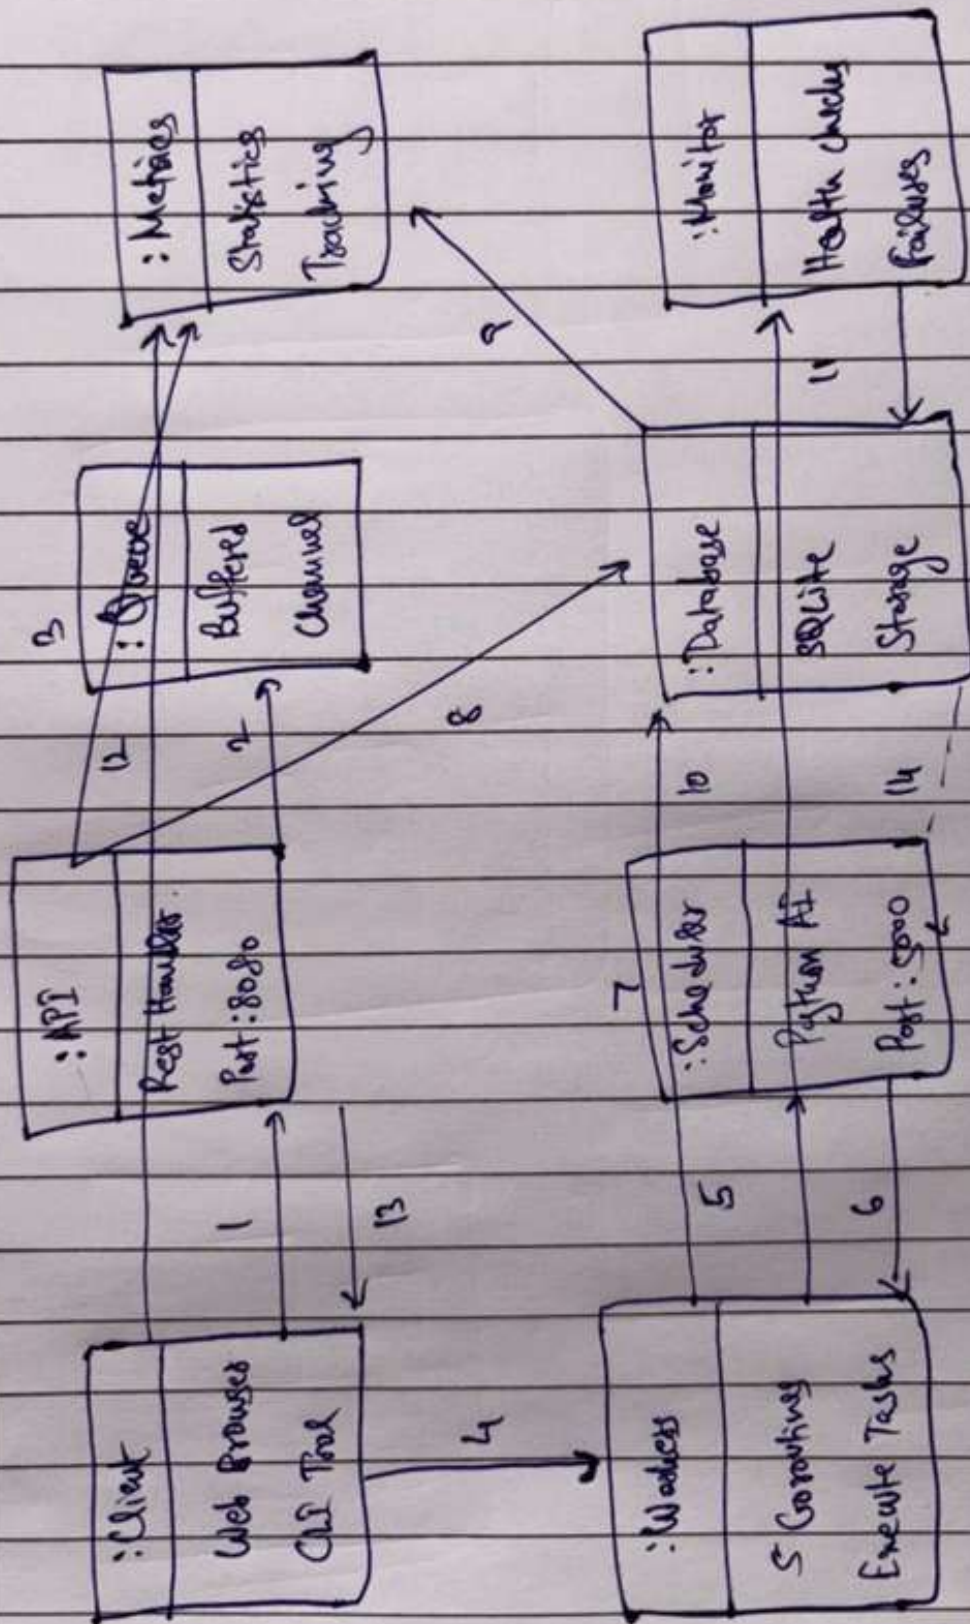 :Client
Web Browser
CLI Tool
1
13
4
:API
Rest Handler.
Port:8080
12
2
8
3
:Queue
Buffered
Channel
:Metrics
Statistics
Tracking
9
:Workers
5 Goroutines
Execute Tasks
5
6
7
:Scheduler
Python AI
Port:5000
10
14
:Database
SQLite
Storage
11
:Monitor
Health checks
Failures